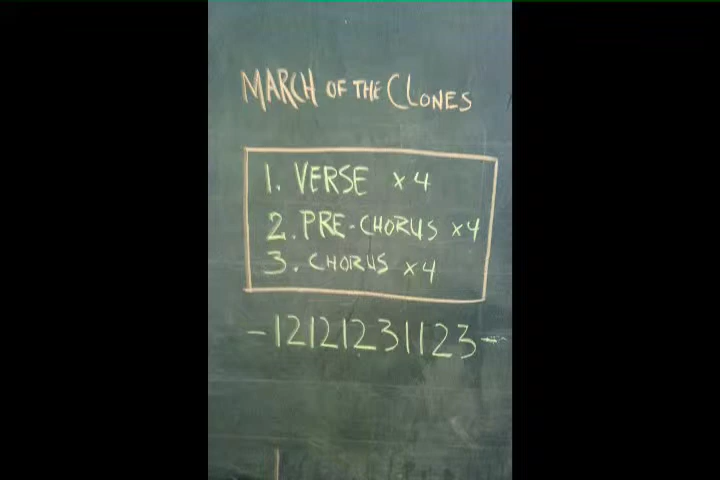 MARCH OF THE CLONES
1. VERSE x4
2. PRE-CHORUS x4
3. CHORUS x4
-12121231123-